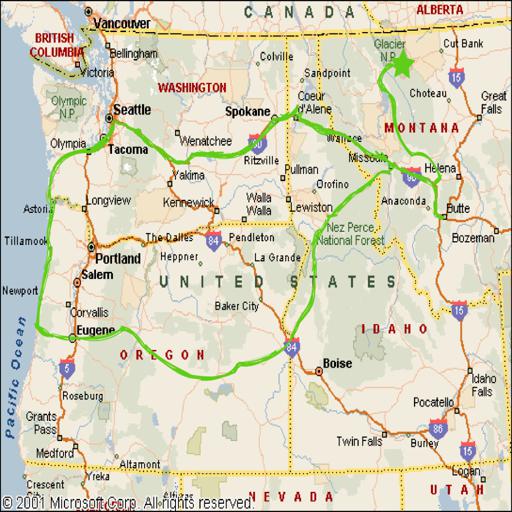 CANADA
ALBERTA
Vancouver
BRITISH
COLUMBIA
Bellingham
Victoria
Glacier
N.P.
Cut Bank
Colville
Sandpoint
WASHINGTON
15
Choteau
Olympic
N.P.
Seattle
Spokane
Coeur
d'Alene
Great
Falls
MONTANA
Olympia
Tacoma
Wenatchee
90
Ritzville
Wallace
Missoula
Helena
Yakima
Pullman
Orofino
90
Anaconda
Longview
Kennewick
Walla
Walla
Lewiston
Butte
Astoria
Tillamook
The Dalles
84
Pendleton
Nez Perce
National Forest
Bozeman
Portland
Heppner
La Grande
Salem
UNITED STATES
Newport
Corvallis
Baker City
15
Eugene
84
IDAHO
OREGON
Boise
5
Pacific Ocean
Roseburg
Idaho
Falls
Pocatello
Grants
Pass
86
Twin Falls
Burley
Medford
15
Altamont
Logan
Yreka
Crescent
City
NEVADA
UTAH
© 2001 Microsoft Corp. All rights reserved.